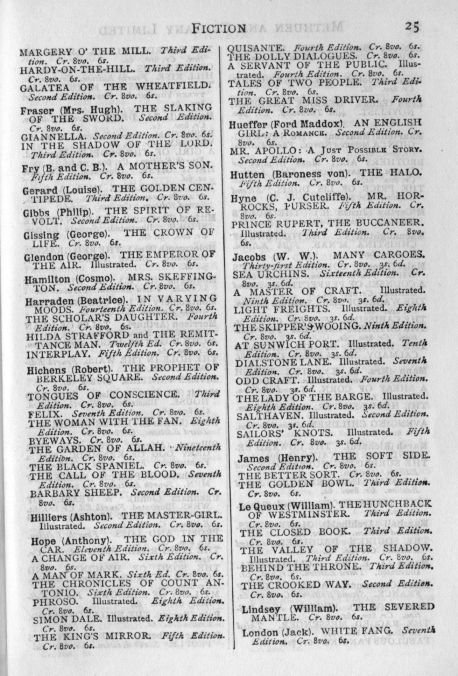 FICTION
25
MARGERY O' THE MILL. Third Edi-
tion. Cr. 8vo. 6s.
HARDY-ON-THE-HILL. Third Edition.
Cr. 8vo. 6s.
GALATEA OF THE WHEATFIELD.
Second Edition. Cr. 8vo. 6s.
Fraser (Mrs. Hugh). THE SLAKING
OF THE SWORD. Second Edition.
Cr. 8vo. 6s.
GIANNELLA. Second Edition. Cr. 8vo. 6s.
IN THE SHADOW OF THE LORD.
Third Edition. Cr. 8vo. 6s.
Fry (B. and C. B.). A MOTHER'S SON.
Fifth Edition. Cr. 8vo. 6s.
Gerard (Louise). THE GOLDEN CEN-
TIPEDE. Third Edition. Cr. 8vo. 6s.
Gibbs (Philip). THE SPIRIT OF RE-
VOLT. Second Edition. Cr. 8vo. 6s.
Gissing (George). THE CROWN OF
LIFE. Cr. 8vo. 6s.
Glendon (George). THE EMPEROR OF
THE AIR. Illustrated. Cr. 8vo. 6s.
Hamilton (Cosmo). MRS. SKEFFING-
TON. Second Edition. Cr. 8vo. 6s.
Harraden (Beatrice). IN VARYING
MOODS. Fourteenth Edition. Cr. 8vo. 6s.
THE SCHOLAR'S DAUGHTER. Fourth
Edition. Cr. 8vo. 6s.
HILDA STRAFFORD and THE REMIT-
TANCE MAN. Twelfth Ed. Cr. 8vo. 6s.
INTERPLAY. Fifth Edition. Cr. 8vo. 6s.
Hichens (Robert). THE PROPHET OF
BERKELEY SQUARE. Second Edition.
Cr. 8vo. 6s.
TONGUES OF CONSCIENCE. Third
Edition. Cr. 8vo. 6s.
FELIX. Seventh Edition. Cr. 8vo. 6s.
THE WOMAN WITH THE FAN. Eighth
Edition. Cr. 8vo. 6s.
BYEWAYS. Cr. 8vo. 6s.
THE GARDEN OF ALLAH. Nineteenth
Edition. Cr. 8vo. 6s.
THE BLACK SPANIEL. Cr. 8vo. 6s.
THE CALL OF THE BLOOD. Seventh
Edition. Cr. 8vo. 6s.
BARBARY SHEEP. Second Edition. Cr.
8vo. 6s.
Hilliers (Ashton). THE MASTER-GIRL.
Illustrated. Second Edition. Cr. 8vo. 6s.
Hope (Anthony). THE GOD IN THE
CAR. Eleventh Edition. Cr. 8vo. 6s.
A CHANGE OF AIR. Sixth Edition. Cr.
8vo. 6s.
A MAN OF MARK. Sixth Ed. Cr. 8vo. 6s.
THE CHRONICLES OF COUNT AN-
TONIO. Sixth Edition. Cr. 8vo. 6s.
PHROSO. Illustrated. Eighth Edition.
Cr. 8vo. 6s.
SIMON DALE. Illustrated. Eighth Edition.
Cr. 8vo. 6s.
THE KING'S MIRROR. Fifth Edition.
Cr. 8vo. 6s.
QUISANTE. Fourth Edition. Cr. 8vo. 6s.
THE DOLLY DIALOGUES. Cr. 8vo. 6s.
A SERVANT OF THE PUBLIC. Illus-
trated. Fourth Edition. Cr. 8vo. 6s.
TALES OF TWO PEOPLE. Third Edi-
tion. Cr. 8vo. 6s.
THE GREAT MISS DRIVER. Fourth
Edition. Cr. 8vo. 6s.
Hueffer (Ford Maddox). AN ENGLISH
GIRL: A ROMANCE. Second Edition. Cr.
8vo. 6s.
MR. APOLLO: A JUST POSSIBLE STORY.
Second Edition. Cr. 8vo. 6s.
Hutten (Baroness von). THE HALO.
Fifth Edition. Cr. 8vo. 6s.
Hyne (C. J. Cutcliffe). MR. HOR-
ROCKS, PURSER. Fifth Edition. Cr.
8vo. 6s.
PRINCE RUPERT, THE BUCCANEER.
Illustrated. Third Edition. Cr. 8vo.
6s.
Jacobs (W. W.). MANY CARGOES.
Thirty-first Edition. Cr. 8vo. 3s. 6d.
SEA URCHINS. Sixteenth Edition. Cr.
8vo. 3s. 6d.
A MASTER OF CRAFT. Illustrated.
Ninth Edition. Cr. 8vo. 3s. 6d.
LIGHT FREIGHTS. Illustrated. Eighth
Edition. Cr. 8vo. 3s. 6d.
THE SKIPPER'S WOOING. Ninth Edition.
Cr. 8vo. 3s. 6d.
AT SUNWICH PORT. Illustrated. Tenth
Edition. Cr. 8vo. 3s. 6d.
DIALSTONE LANE. Illustrated. Seventh
Edition. Cr. 8vo. 3s. 6d.
ODD CRAFT. Illustrated. Fourth Edition.
Cr. 8vo. 3s. 6d.
THE LADY OF THE BARGE. Illustrated.
Eighth Edition. Cr. 8vo. 3s. 6d.
SALTHAVEN. Illustrated. Second Edition.
Cr. 8vo. 3s. 6d.
SAILORS' KNOTS. Illustrated. Fifth
Edition. Cr. 8vo. 3s. 6d.
James (Henry). THE SOFT SIDE.
Second Edition. Cr. 8vo. 6s.
THE BETTER SORT. Cr. 8vo. 6s.
THE GOLDEN BOWL. Third Edition.
Cr. 8vo. 6s.
Le Queux (William). THE HUNCHBACK
OF WESTMINSTER. Third Edition.
Cr. 8vo. 6s.
THE CLOSED BOOK. Third Edition.
Cr. 8vo. 6s.
THE VALLEY OF THE SHADOW.
Illustrated. Third Edition. Cr. 8vo. 6s.
BEHIND THE THRONE. Third Edition.
Cr. 8vo. 6s.
THE CROOKED WAY. Second Edition.
Cr. 8vo. 6s.
Lindsey (William). THE SEVERED
MANTLE. Cr. 8vo. 6s.
London (Jack). WHITE FANG. Seventh
Edition. Cr. 8vo. 6s.